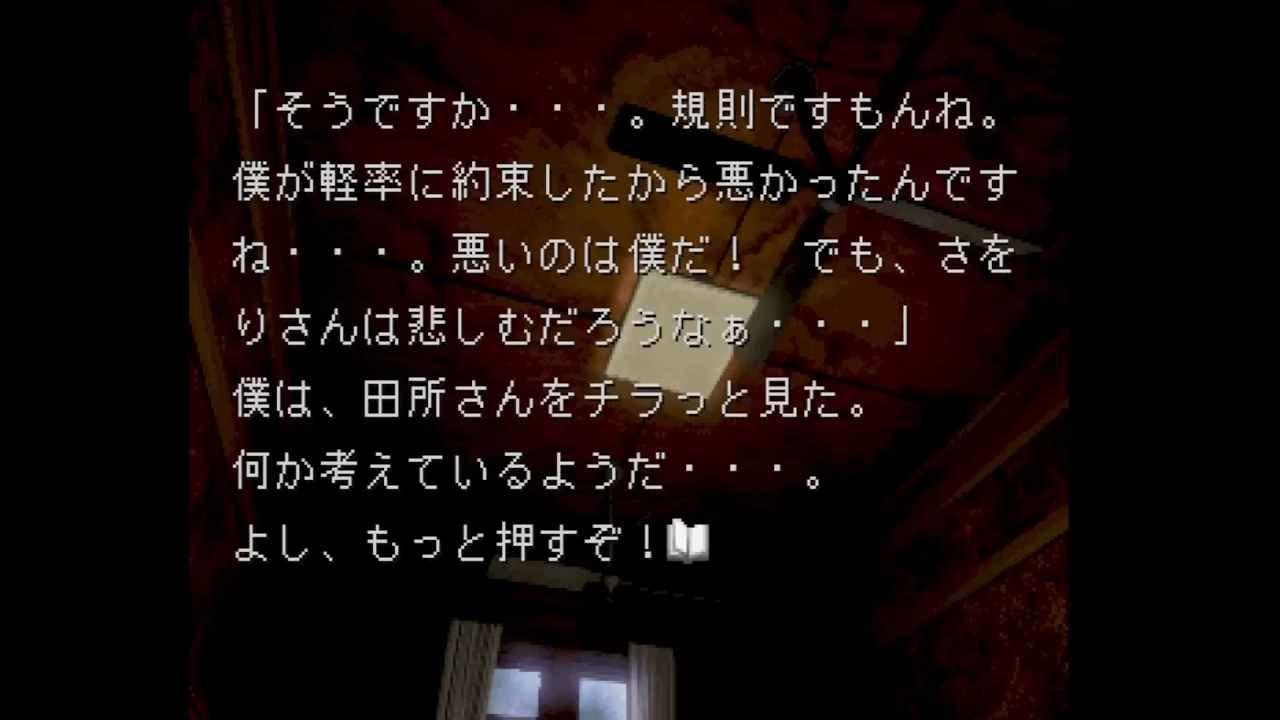 「そうですか・・・。規則ですもんね。
僕が軽率に約束したから悪かったんです
ね・・・。悪いのは僕だ！　でも、さを
りさんは悲しむだろうなぁ・・・」
僕は、田所さんをチラっと見た。
何か考えているようだ・・・。
よし、もっと押すぞ！